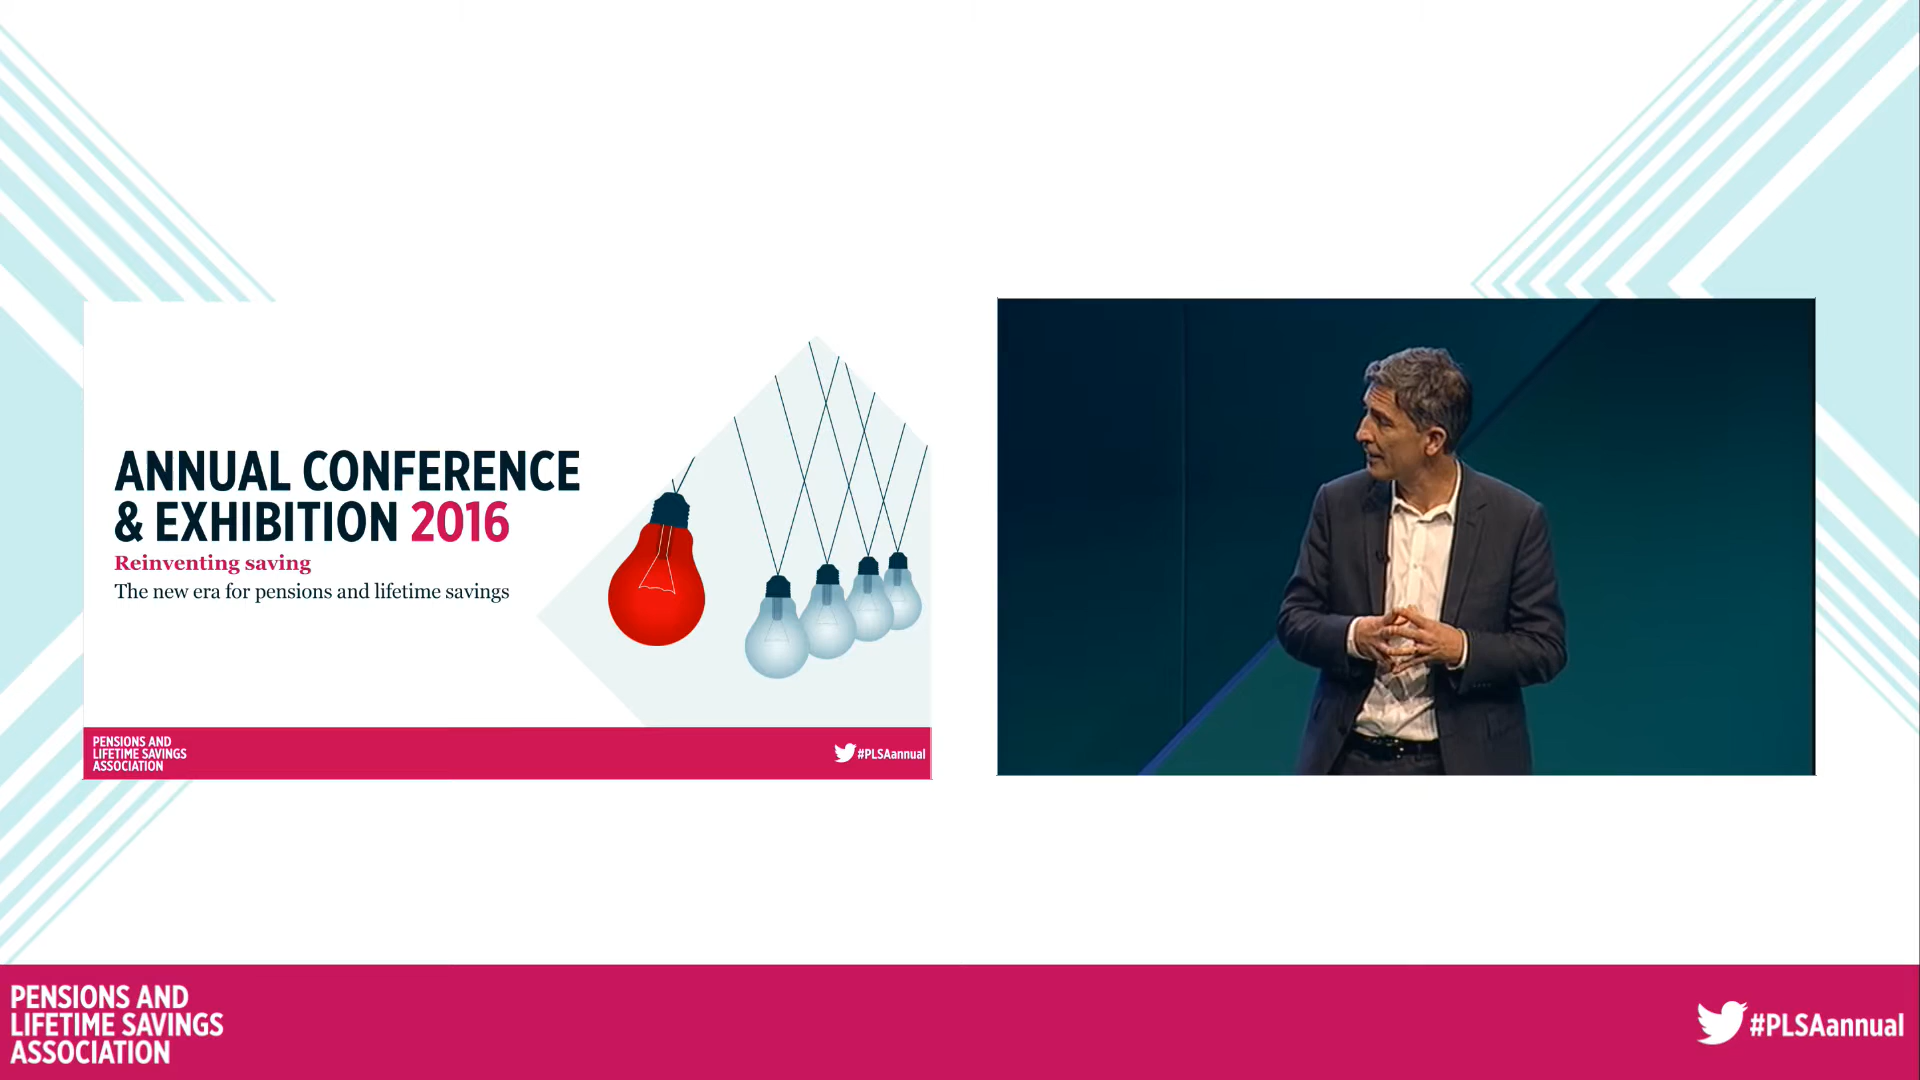 ANNUAL CONFERENCE
& EXHIBITION 2016
Reinventing saving
The new era for pensions and lifetime savings
PENSIONS AND
LIFETIME SAVINGS
ASSOCIATION
#PLSAannual
PENSIONS AND
LIFETIME SAVINGS
ASSOCIATION
#PLSAannual